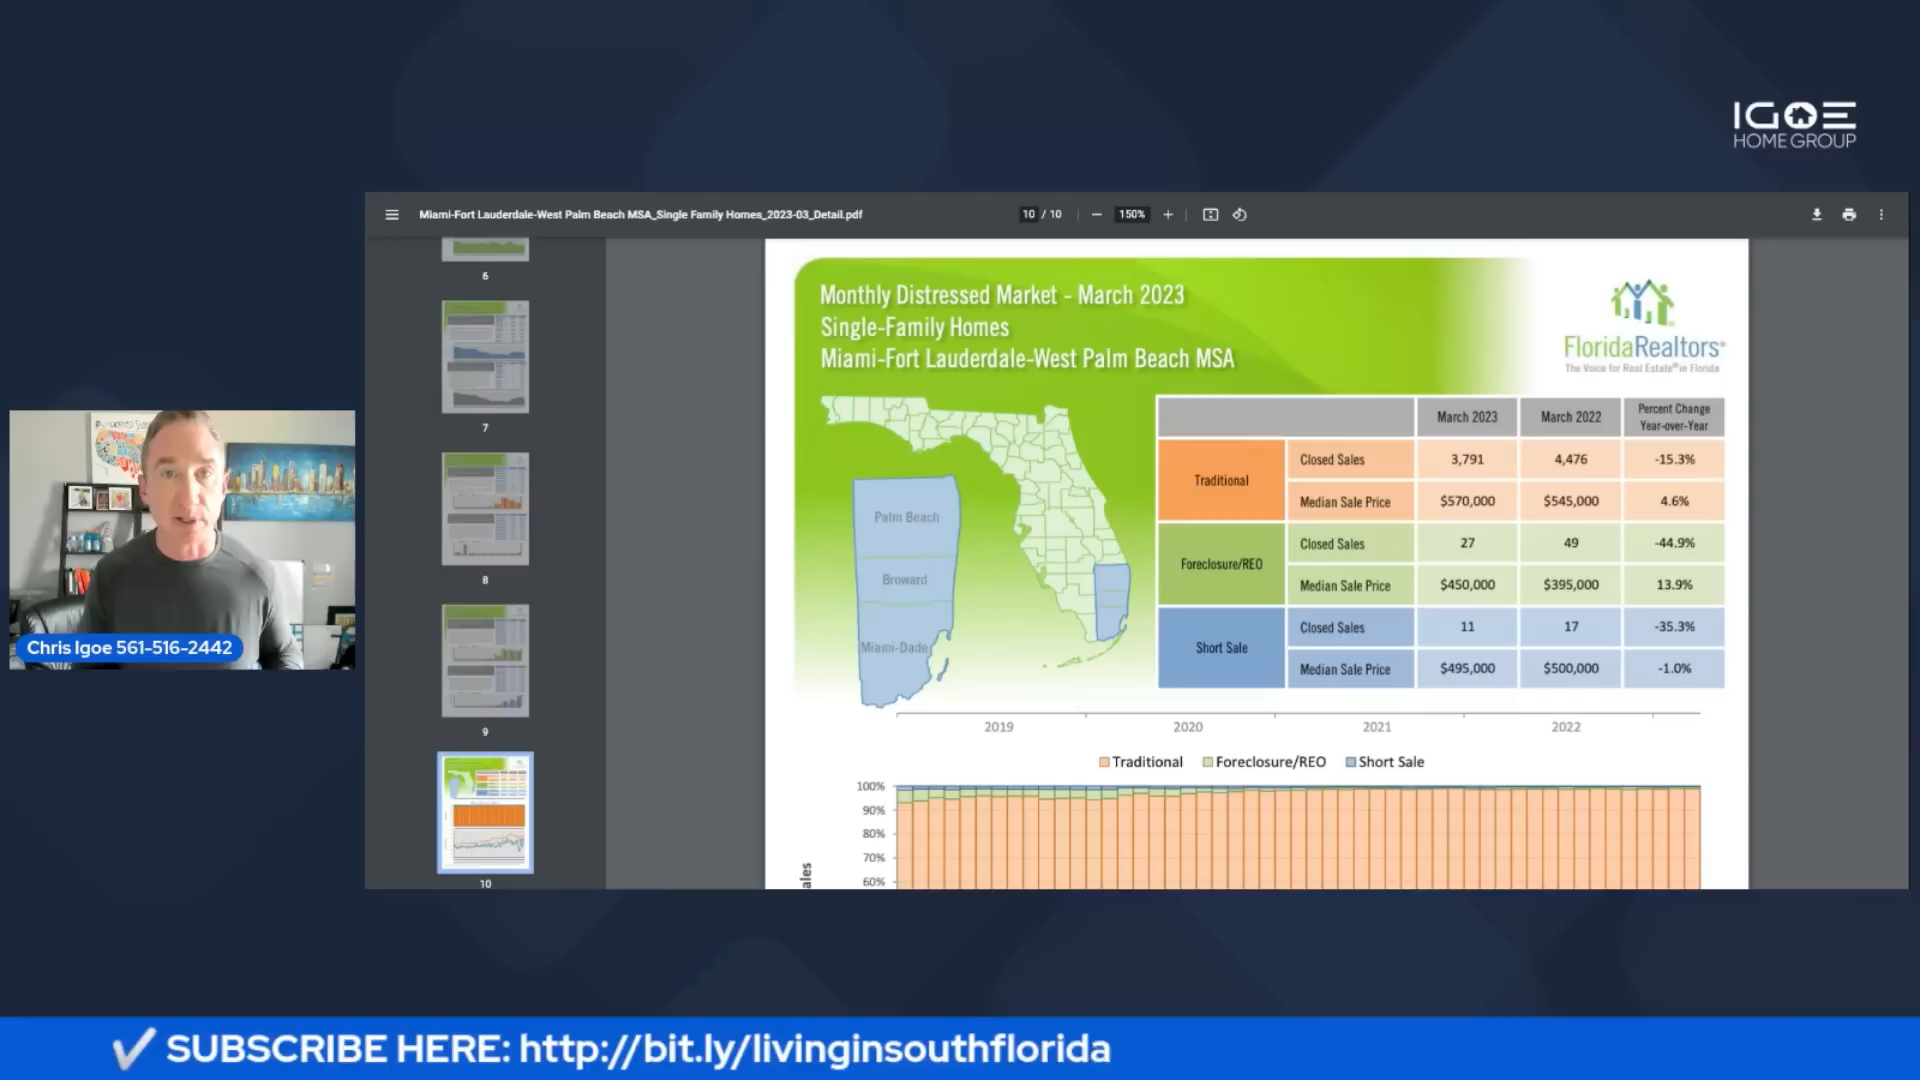 IGOE
HOME GROUP
Miami-Fort Lauderdale-West Palm Beach MSA_Single Family Homes_2023-03_Detail.pdf
10 / 10
150%
6
7
8
9
10
Monthly Distressed Market - March 2023
Single-Family Homes
Miami-Fort Lauderdale-West Palm Beach MSA
FloridaRealtors®
The Voice for Real Estate® in Florida
Palm Beach
Broward
Miami-Dade
March 2023 March 2022 Percent Change Year-over-Year
Traditional
Closed Sales 3,791 4,476 -15.3%
Median Sale Price $570,000 $545,000 4.6%
Foreclosure/REO
Closed Sales 27 49 -44.9%
Median Sale Price $450,000 $395,000 13.9%
Short Sale
Closed Sales 11 17 -35.3%
Median Sale Price $495,000 $500,000 -1.0%
2019 2020 2021 2022
Traditional Foreclosure/REO Short Sale
100%
90%
80%
70%
60%
ales
Chris Igoe 561-516-2442
SUBSCRIBE HERE: http://bit.ly/livinginsouthflorida